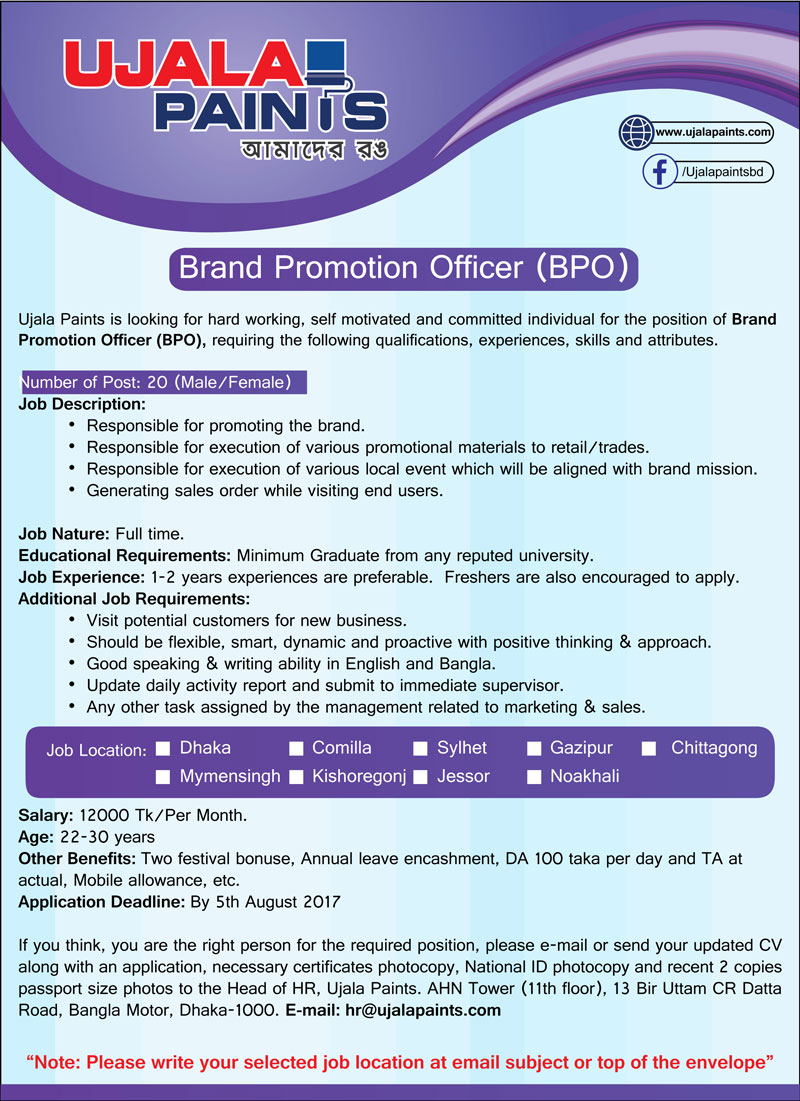 UJALA
PAINTS
আমাদের রঙ
www.ujalapaints.com
/Ujalapaintsbd
Brand Promotion Officer (BPO)
Ujala Paints is looking for hard working, self motivated and committed individual for the position of Brand
Promotion Officer (BPO), requiring the following qualifications, experiences, skills and attributes.
Number of Post: 20 (Male/Female)
Job Description:
• Responsible for promoting the brand.
• Responsible for execution of various promotional materials to retail/trades.
• Responsible for execution of various local event which will be aligned with brand mission.
• Generating sales order while visiting end users.
Job Nature: Full time.
Educational Requirements: Minimum Graduate from any reputed university.
Job Experience: 1-2 years experiences are preferable. Freshers are also encouraged to apply.
Additional Job Requirements:
• Visit potential customers for new business.
• Should be flexible, smart, dynamic and proactive with positive thinking & approach.
• Good speaking & writing ability in English and Bangla.
• Update daily activity report and submit to immediate supervisor.
• Any other task assigned by the management related to marketing & sales.
Job Location: Dhaka Comilla Sylhet Gazipur Chittagong
Mymensingh Kishoregonj Jessor Noakhali
Salary: 12000 Tk/Per Month.
Age: 22-30 years
Other Benefits: Two festival bonuse, Annual leave encashment, DA 100 taka per day and TA at
actual, Mobile allowance, etc.
Application Deadline: By 5th August 2017
If you think, you are the right person for the required position, please e-mail or send your updated CV
along with an application, necessary certificates photocopy, National ID photocopy and recent 2 copies
passport size photos to the Head of HR, Ujala Paints. AHN Tower (11th floor), 13 Bir Uttam CR Datta
Road, Bangla Motor, Dhaka-1000. E-mail: hr@ujalapaints.com
“Note: Please write your selected job location at email subject or top of the envelope”